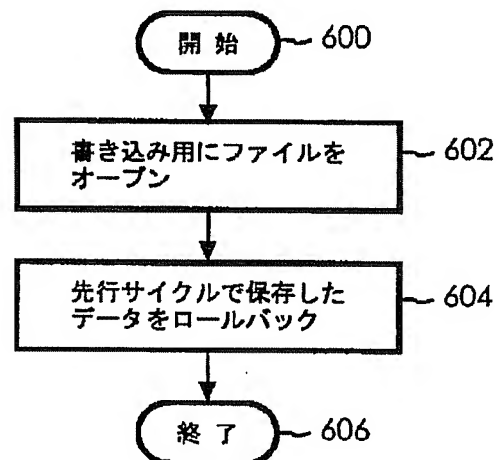 開始 600
書き込み用にファイルを 602
オープン
先行サイクルで保存した 604
データをロールバック
終了 606